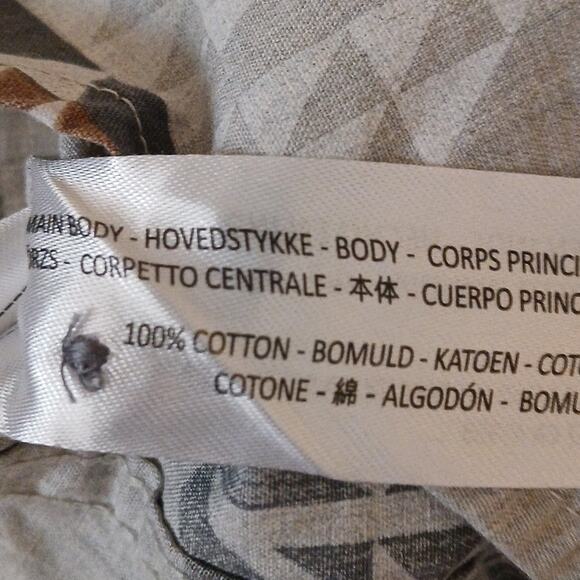 MAIN BODY - HOVEDSTYKKE - BODY - CORPS PRINCI
- CORPETTO CENTRALE - 本体 - CUERPO PRINC
100% COTTON - BOMULD - KATOEN - COT
COTONE - 綿 - ALGODÓN - BOMU